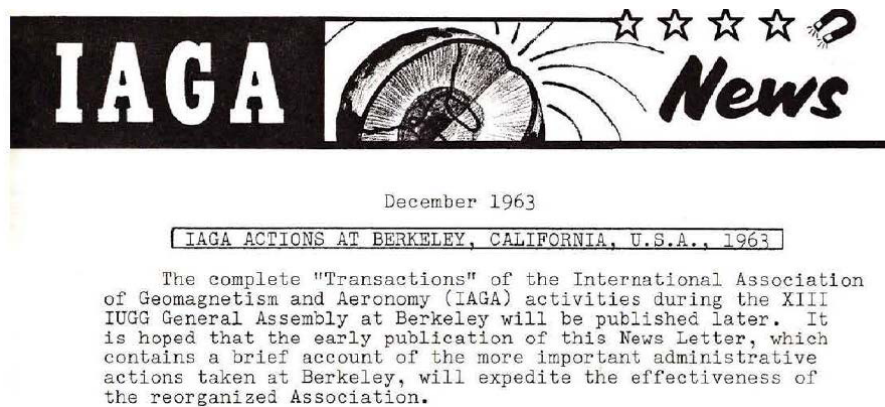 IAGA
News
December 1963
IAGA ACTIONS AT BERKELEY, CALIFORNIA, U.S.A., 1963
The complete "Transactions" of the International Association
of Geomagnetism and Aeronomy (IAGA) activities during the XIII
IUGG General Assembly at Berkeley will be published later. It
is hoped that the early publication of this News Letter, which
contains a brief account of the more important administrative
actions taken at Berkeley, will expedite the effectiveness of
the reorganized Association.